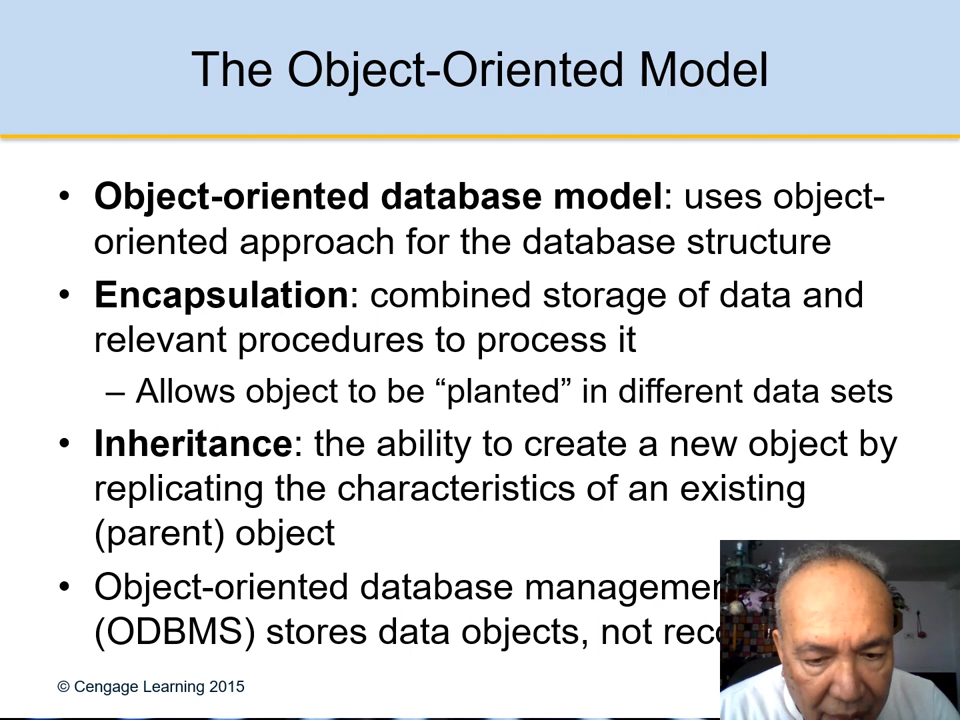 The Object-Oriented Model
• Object-oriented database model: uses object-
oriented approach for the database structure
• Encapsulation: combined storage of data and
relevant procedures to process it
– Allows object to be “planted” in different data sets
• Inheritance: the ability to create a new object by
replicating the characteristics of an existing
(parent) object
• Object-oriented database
(ODBMS) stores data objects, not
© Cengage Learning 2015